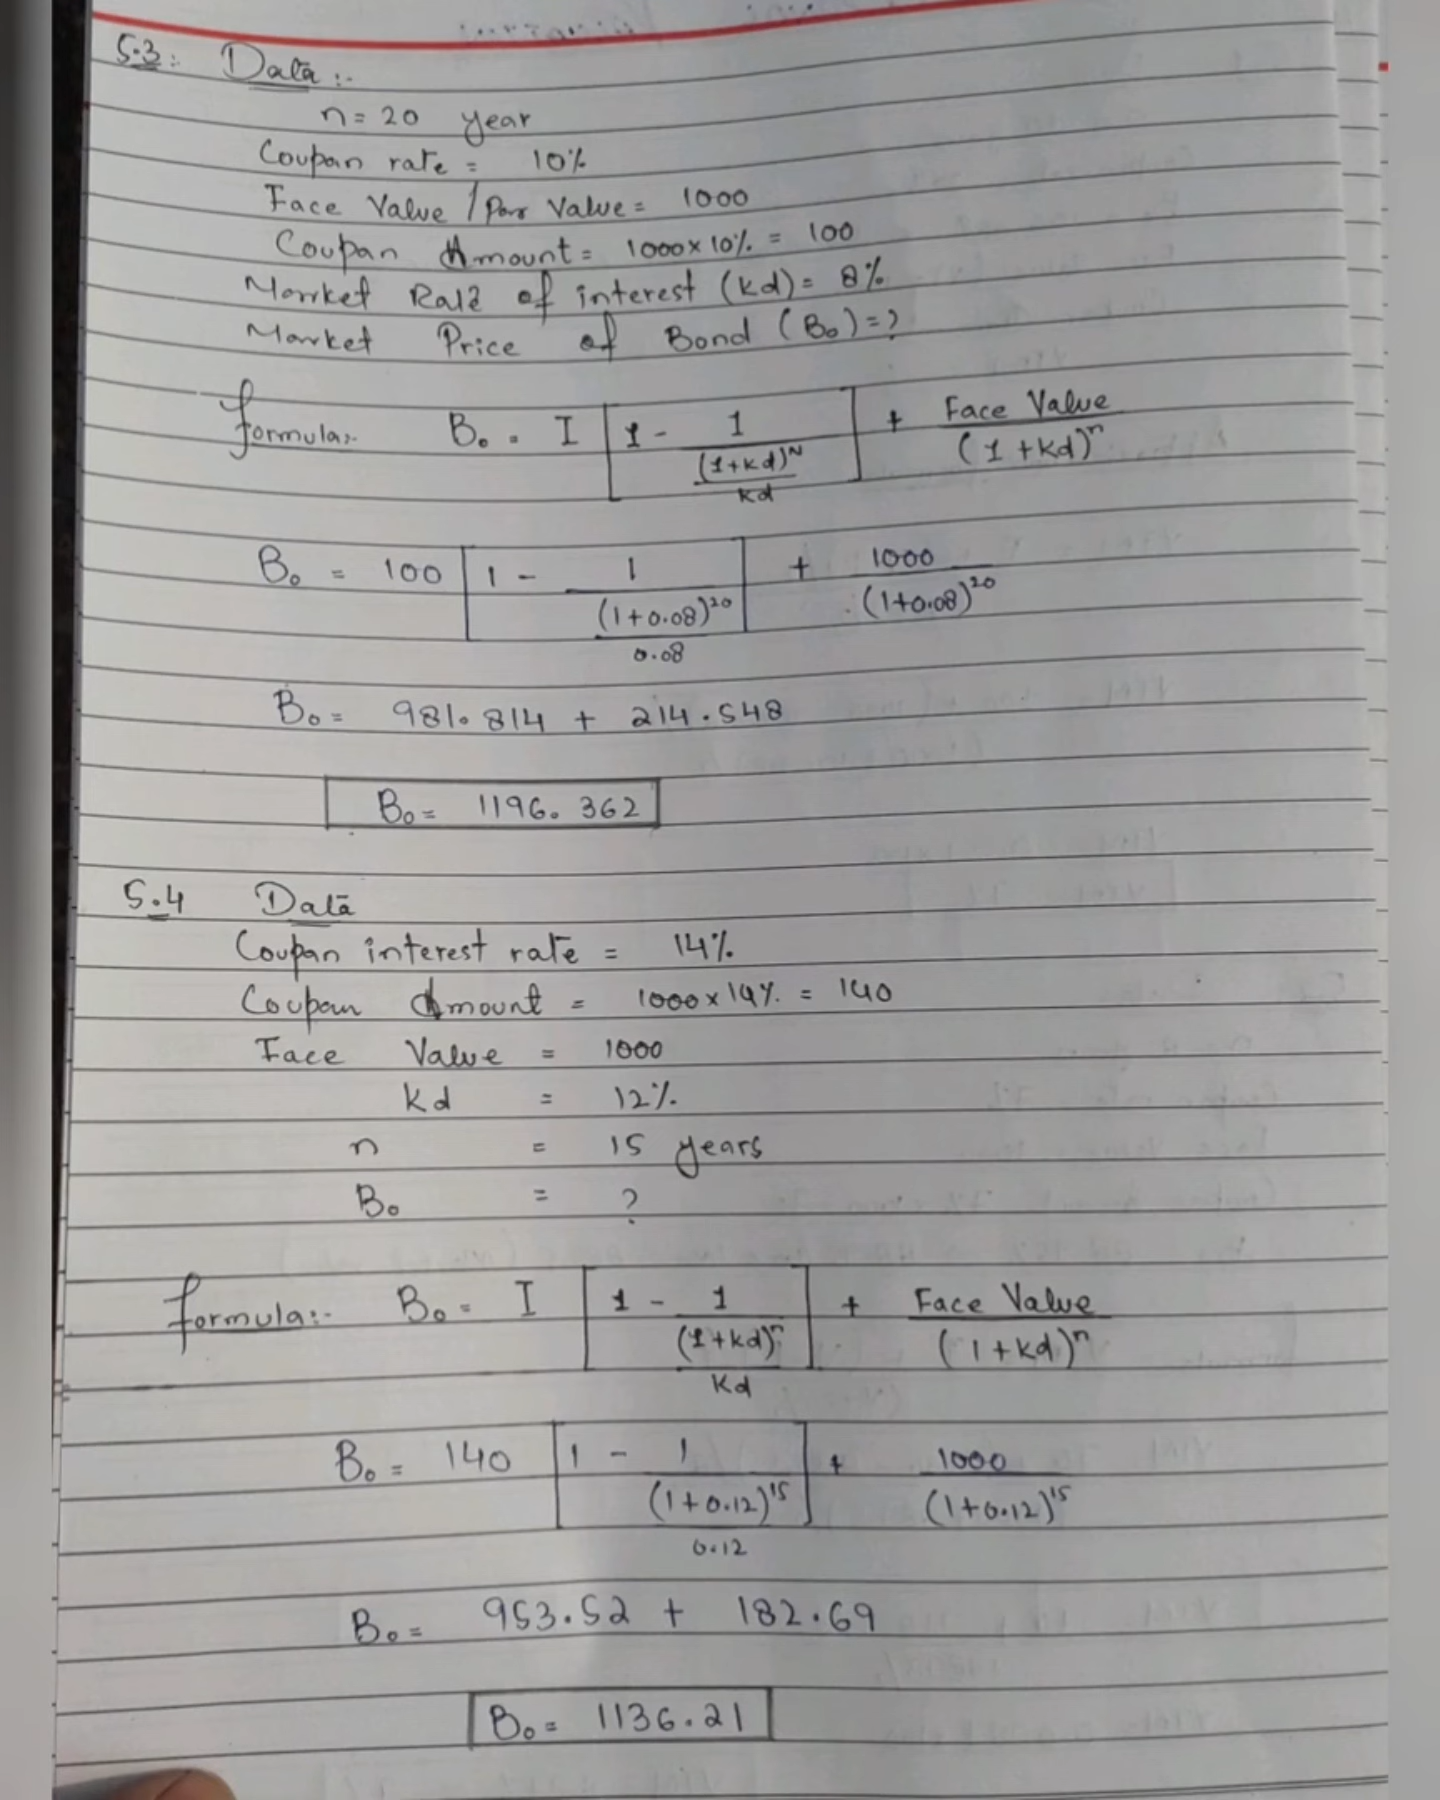 5.3: Data:-
n = 20 year
Coupan rate = 10%
Face Value / Par Value = 1000
Coupan Amount = 1000 x 10% = 100
Market Rate of interest (kd) = 8%
Market Price of Bond (B₀) = ?
formula:- B₀ = I [1 - 1 / (1+kd)ᴺ / kd] + Face Value / (1+kd)ⁿ
B₀ = 100 [1 - 1 / (1+0.08)²⁰ / 0.08] + 1000 / (1+0.08)²⁰
B₀ = 981.814 + 214.548
B₀ = 1196.362
5.4 Data
Coupan interest rate = 14%
Coupan Amount = 1000 x 14% = 140
Face Value = 1000
kd = 12%
n = 15 years
B₀ = ?
formula:- B₀ = I [1 - 1 / (1+kd)ⁿ / Kd] + Face Value / (1+kd)ⁿ
B₀ = 140 [1 - 1 / (1+0.12)¹⁵ / 0.12] + 1000 / (1+0.12)¹⁵
B₀ = 953.52 + 182.69
B₀ = 1136.21